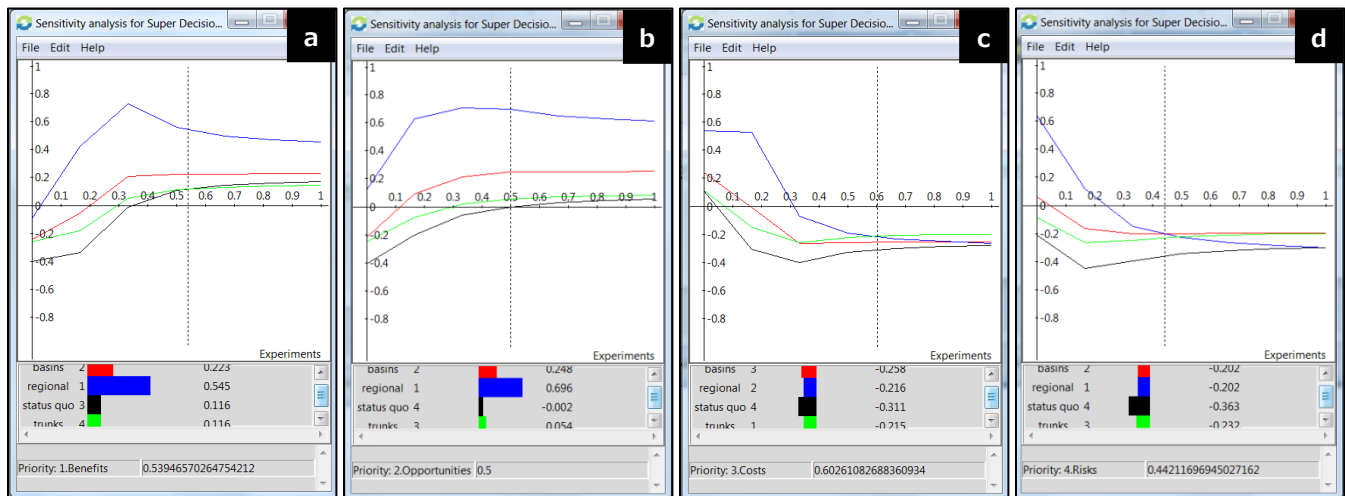 Sensitivity analysis for Super Decisio...
a
File Edit Help
1
0.8
0.6
0.4
0.2
0.1 0.2 0.3 0.4 0.5 0.6 0.7 0.8 0.9 1
-0.2
-0.4
-0.6
-0.8
Experiments
basins 2 0.223
regional 1 0.545
status quo 3 0.116
trunks 4 0.116
Priority: 1.Benefits 0.53946570264754212
Sensitivity analysis for Super Decisio...
b
File Edit Help
1
0.8
0.6
0.4
0.2
0.1 0.2 0.3 0.4 0.5 0.6 0.7 0.8 0.9 1
-0.2
-0.4
-0.6
-0.8
Experiments
basins 2 0.248
regional 1 0.696
status quo 4 -0.002
trunks 3 0.054
Priority: 2.Opportunities 0.5
Sensitivity analysis for Super Decisio...
c
File Edit Help
1
0.8
0.6
0.4
0.2
0.1 0.2 0.3 0.4 0.5 0.6 0.7 0.8 0.9 1
-0.2
-0.4
-0.6
-0.8
Experiments
basins 3 -0.258
regional 2 -0.216
status quo 4 -0.311
trunks 1 -0.215
Priority: 3.Costs 0.60261082688360934
Sensitivity analysis for Super Decisio...
d
File Edit Help
1
0.8
0.6
0.4
0.2
0.1 0.2 0.3 0.4 0.5 0.6 0.7 0.8 0.9 1
-0.2
-0.4
-0.6
-0.8
Experiments
basins 2 -0.202
regional 1 -0.202
status quo 4 -0.363
trunks 3 -0.232
Priority: 4.Risks 0.44211696945027162